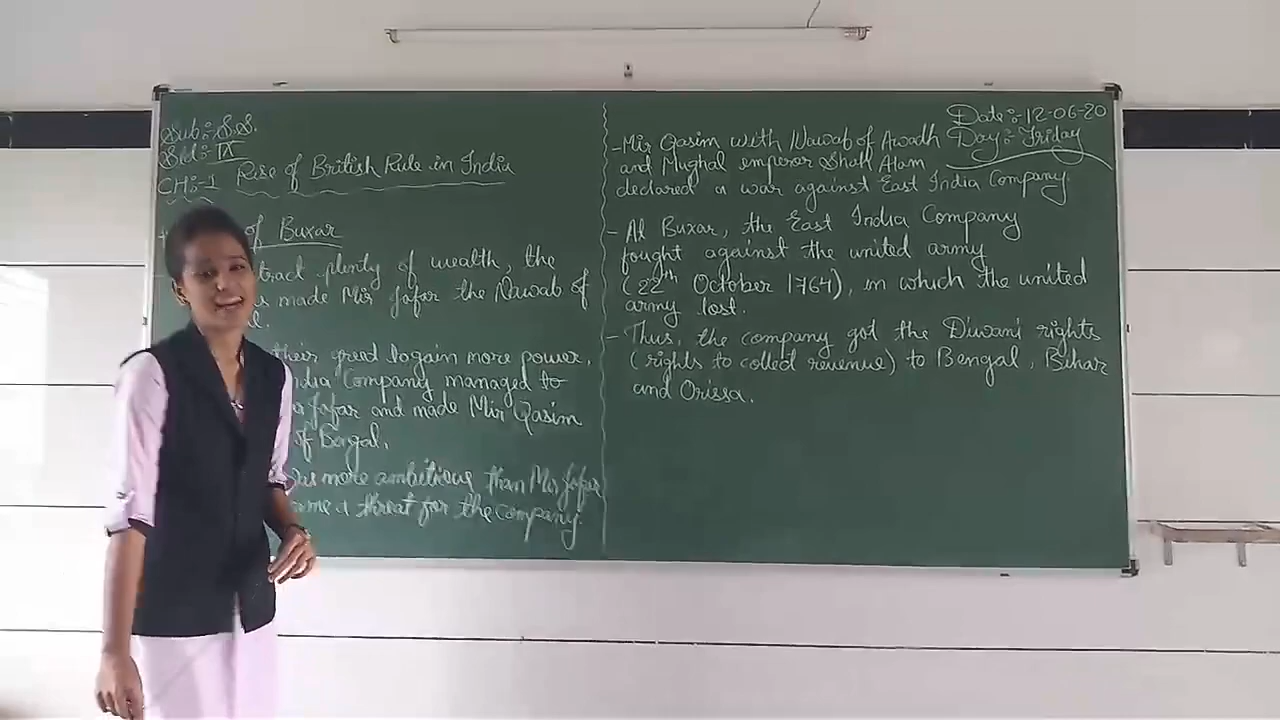 Sub:- S.S.
Std:- IX
CH:-1 Rise of British Rule in India
of Buxar
tract plenty of wealth, the
made Mir Jafar the Nawab of
their greed to gain more power,
India Company managed to
Jafar and made Mir Qasim
of Bengal.
was more ambitious than Mir Jafar
a threat for the company.
Date:-12-06-20
Day:- Friday
-Mir Qasim with Nawab of Awadh
and Mughal emperor Shah Alam
declared a war against East India Company.
- At Buxar, the East India Company
fought against the united army
(22nd October 1764), in which the united
army lost.
- Thus, the company got the Diwani rights
(rights to collect revenue) to Bengal, Bihar
and Orissa.